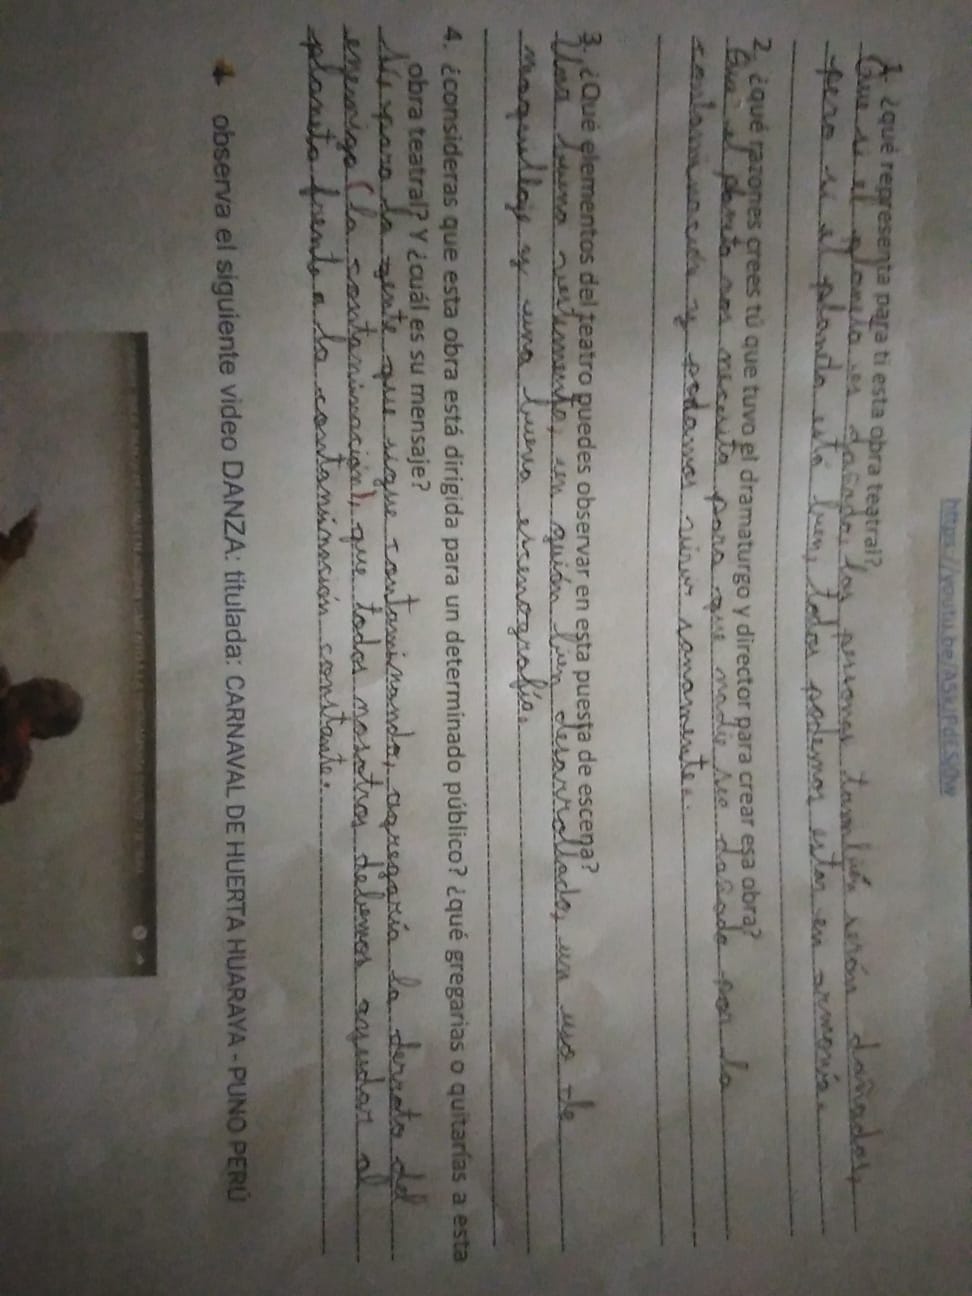 1. ¿qué representa para ti esta obra teatral?
Que si el planeta es dañado, las personas también serán dañadas,
pero si el planeta está bien, todos podemos estar en armonía.
2. ¿qué razones crees tú que tuvo el dramaturgo y director para crear esa obra?
Que el planeta nos necesita para que nadie sea dañado por la
contaminación y podamos vivir sanamente.
3. ¿Qué elementos del teatro puedes observar en esta puesta de escena?
Una buena vestimenta, un guión bien desarrollado, un uso de
maquillaje y una buena escenografía.
4. ¿consideras que esta obra está dirigida para un determinado público? ¿qué gregarias o quitarías a esta
obra teatral? Y ¿cuál es su mensaje?
para la gente que sigue contaminando, agregaría la derrota del
enemigo (la contaminación), que todos nosotros debemos ayudar al
planeta frente a la contaminación constante.
observa el siguiente video DANZA: titulada: CARNAVAL DE HUERTA HUARAYA - PUNO PERÚ